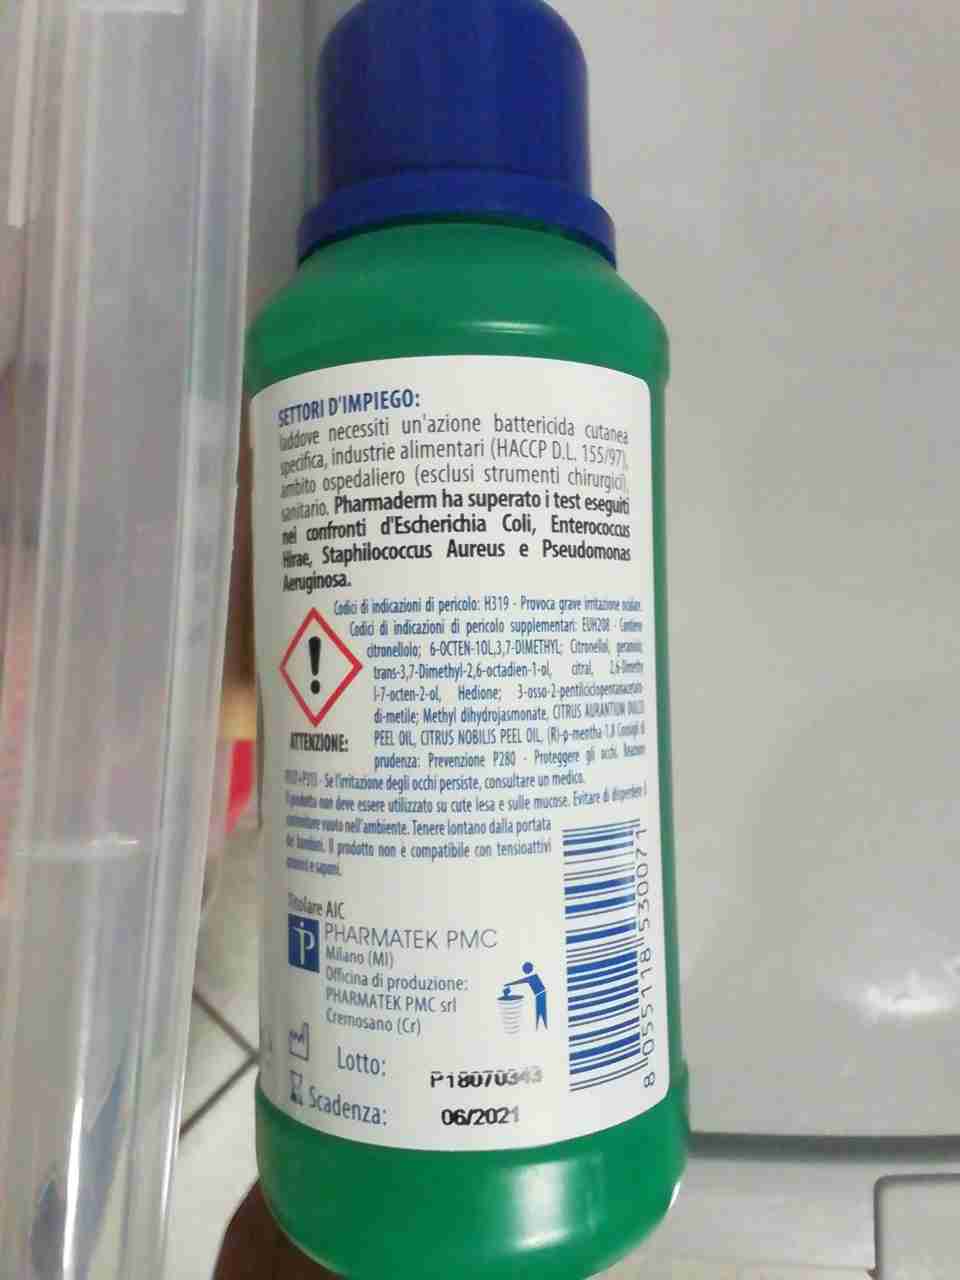 SETTORI D'IMPIEGO:
laddove necessiti un'azione battericida cutanea
specifica, industrie alimentari (HACCP D.L. 155/97),
ambito ospedaliero (esclusi strumenti chirurgici),
sanitario. Pharmaderm ha superato i test eseguiti
nei confronti d'Escherichia Coli, Enterococcus
Hirae, Staphilococcus Aureus e Pseudomonas
Aeruginosa.
Codici di indicazioni di pericolo: H319 - Provoca grave irritazione oculare.
Codici di indicazioni di pericolo supplementari: EUH208 - Contiene
citronellolo; 6-OCTEN-1OL,3,7-DIMETHYL; Citronellol, geraniolo;
trans-3,7-Dimethyl-2,6-octadien-1-ol, citral, 2,6-Dimethy
l-7-octen-2-ol, Hedione; 3-osso-2-pentilciclopentanacetato
di-metile; Methyl dihydrojasmonate, CITRUS AURANTIUM DULCIS
PEEL OIL, CITRUS NOBILIS PEEL OIL, (R)-p-mentha-1,8 Consigli di
prudenza: Prevenzione P280 - Proteggere gli occhi. Reazione
ATTENZIONE:
P313 - Se l'irritazione degli occhi persiste, consultare un medico.
Il prodotto non deve essere utilizzato su cute lesa e sulle mucose. Evitare di disperdere il
contenitore vuoto nell'ambiente. Tenere lontano dalla portata
dei bambini. Il prodotto non è compatibile con tensioattivi
anionici e saponi.
Titolare AIC
PHARMATEK PMC
Milano (MI)
Officina di produzione:
PHARMATEK PMC srl
Cremosano (Cr)
Lotto: P18070343
Scadenza: 06/2021
8 055118 530071